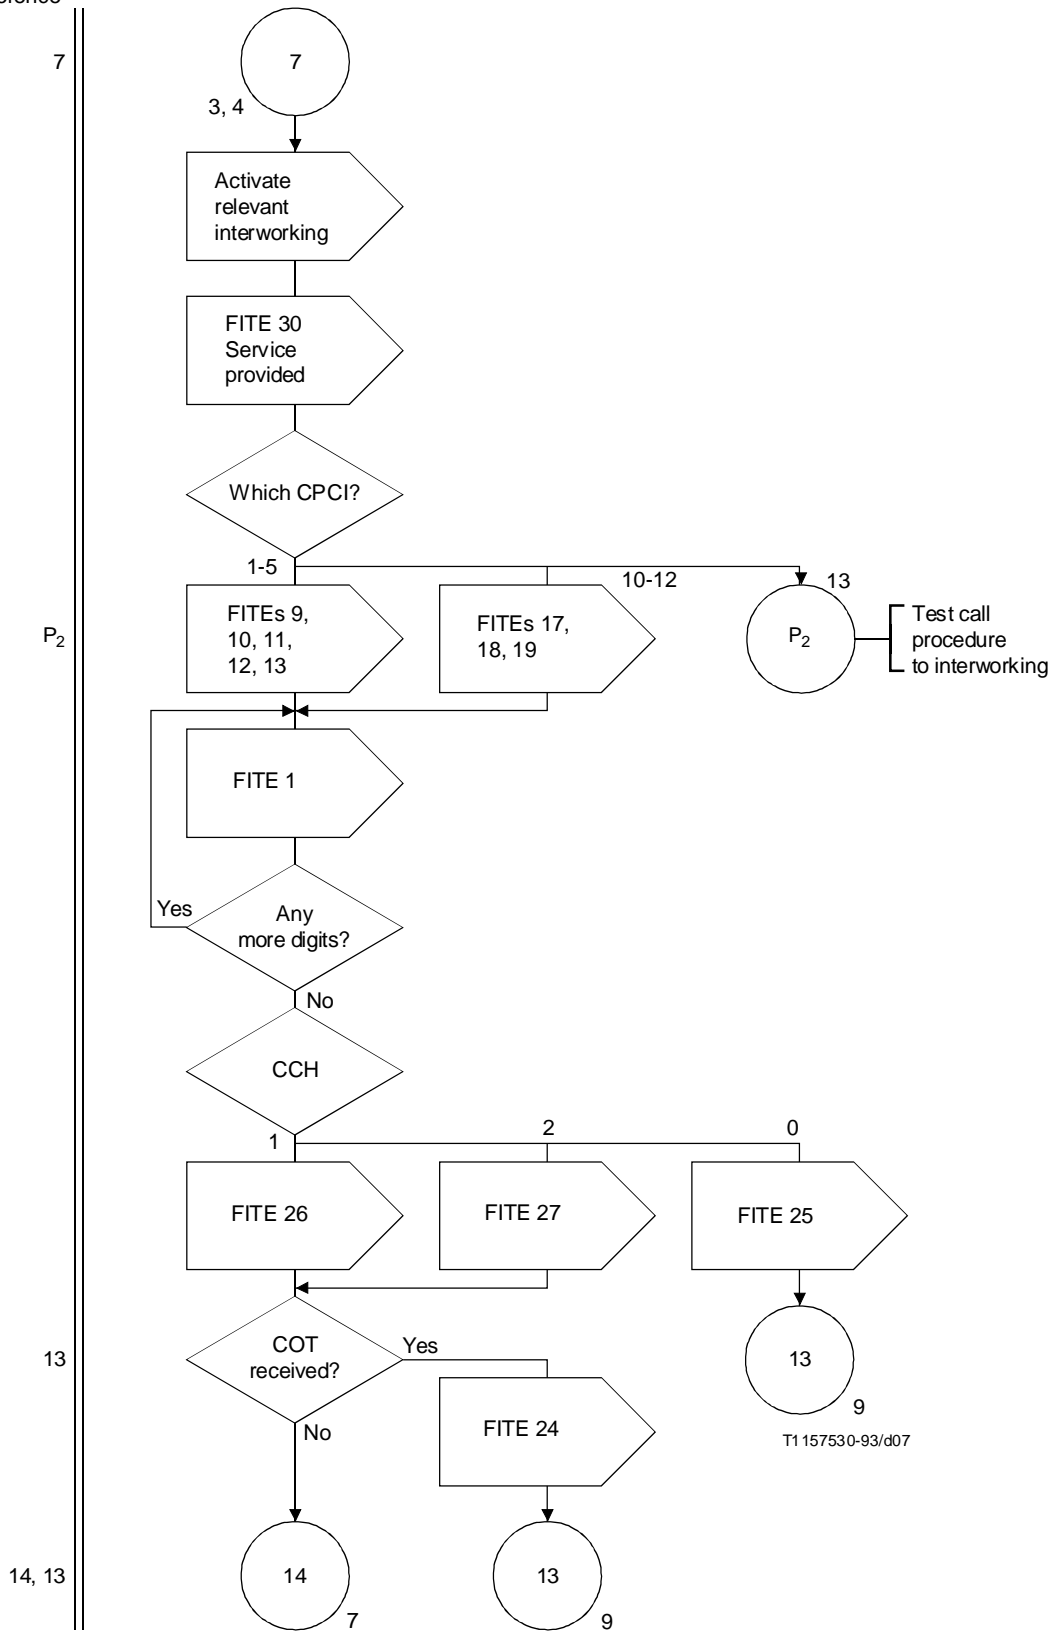 7
7
3, 4
Activate
relevant
interworking
FITE 30
Service
provided
Which CPCI?
1-5
10-12
13
P2
FITEs 9,
10, 11,
12, 13
FITEs 17,
18, 19
P2
Test call
procedure
to interworking
FITE 1
Yes
Any
more digits?
No
CCH
1
2
0
FITE 26
FITE 27
FITE 25
13
COT
received?
Yes
No
13
9
T1157530-93/d07
FITE 24
14, 13
14
7
13
9